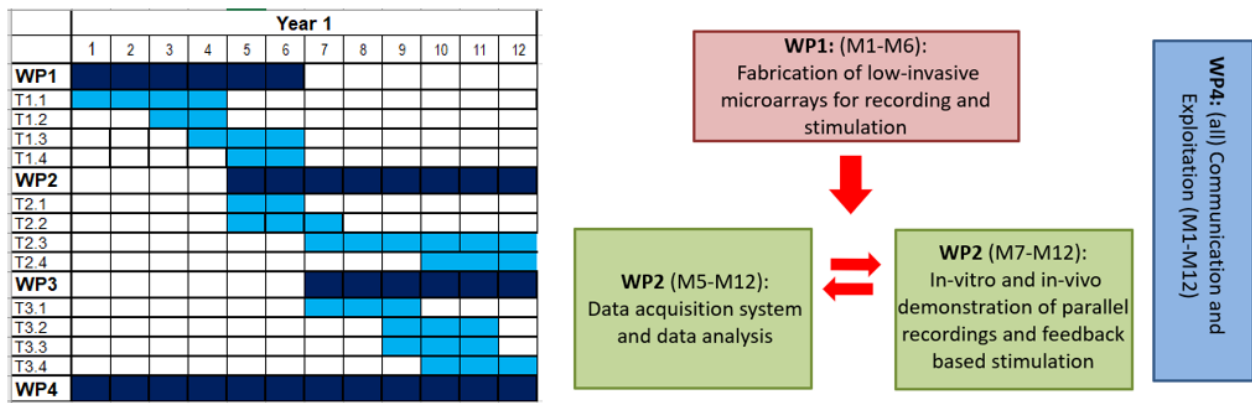 Year 1
1 2 3 4 5 6 7 8 9 10 11 12
WP1
T1.1
T1.2
T1.3
T1.4
WP2
T2.1
T2.2
T2.3
T2.4
WP3
T3.1
T3.2
T3.3
T3.4
WP4
WP1: (M1-M6):
Fabrication of low-invasive
microarrays for recording and
stimulation
WP2 (M5-M12):
Data acquisition system
and data analysis
WP2 (M7-M12):
In-vitro and in-vivo
demonstration of parallel
recordings and feedback
based stimulation
WP4: (all) Communication and
Exploitation (M1-M12)